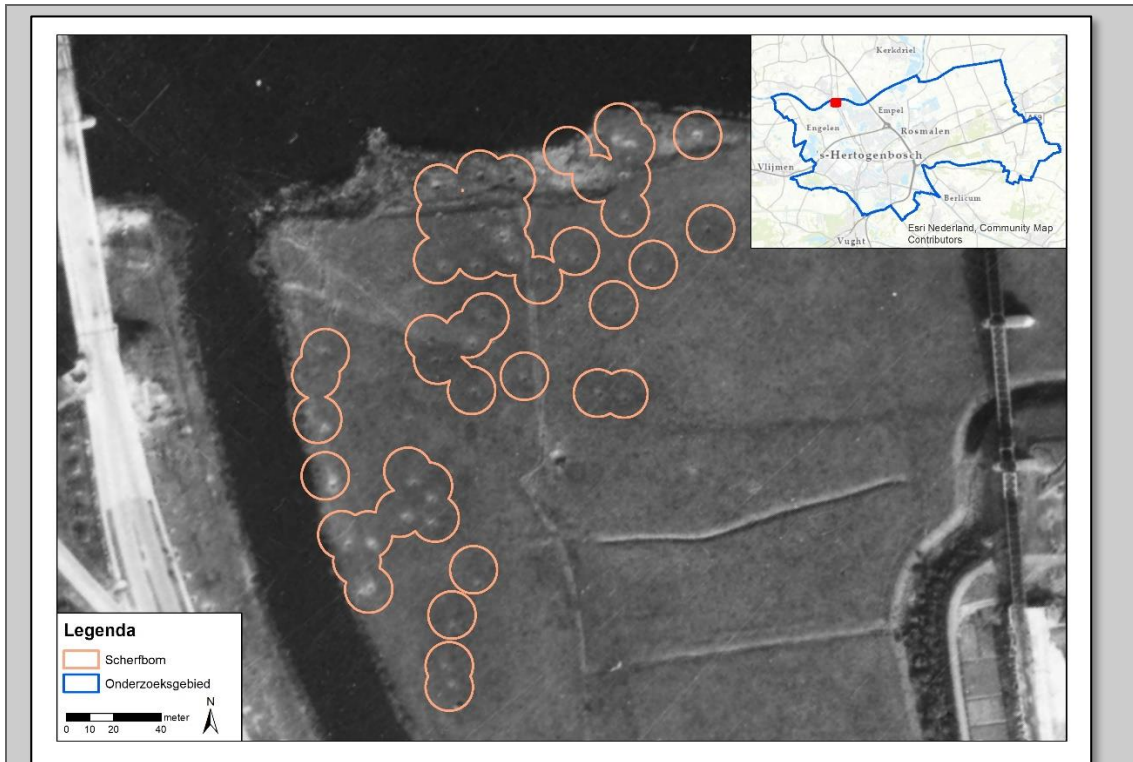 Kerkdriel
Empel
Engelen
Rosmalen
's-Hertogenbosch
Vlijmen
Berlicum
Vught
Esri Nederland, Community Map
Contributors
Legenda
Scherfbom
Onderzoeksgebied
N
meter
0 10 20 40